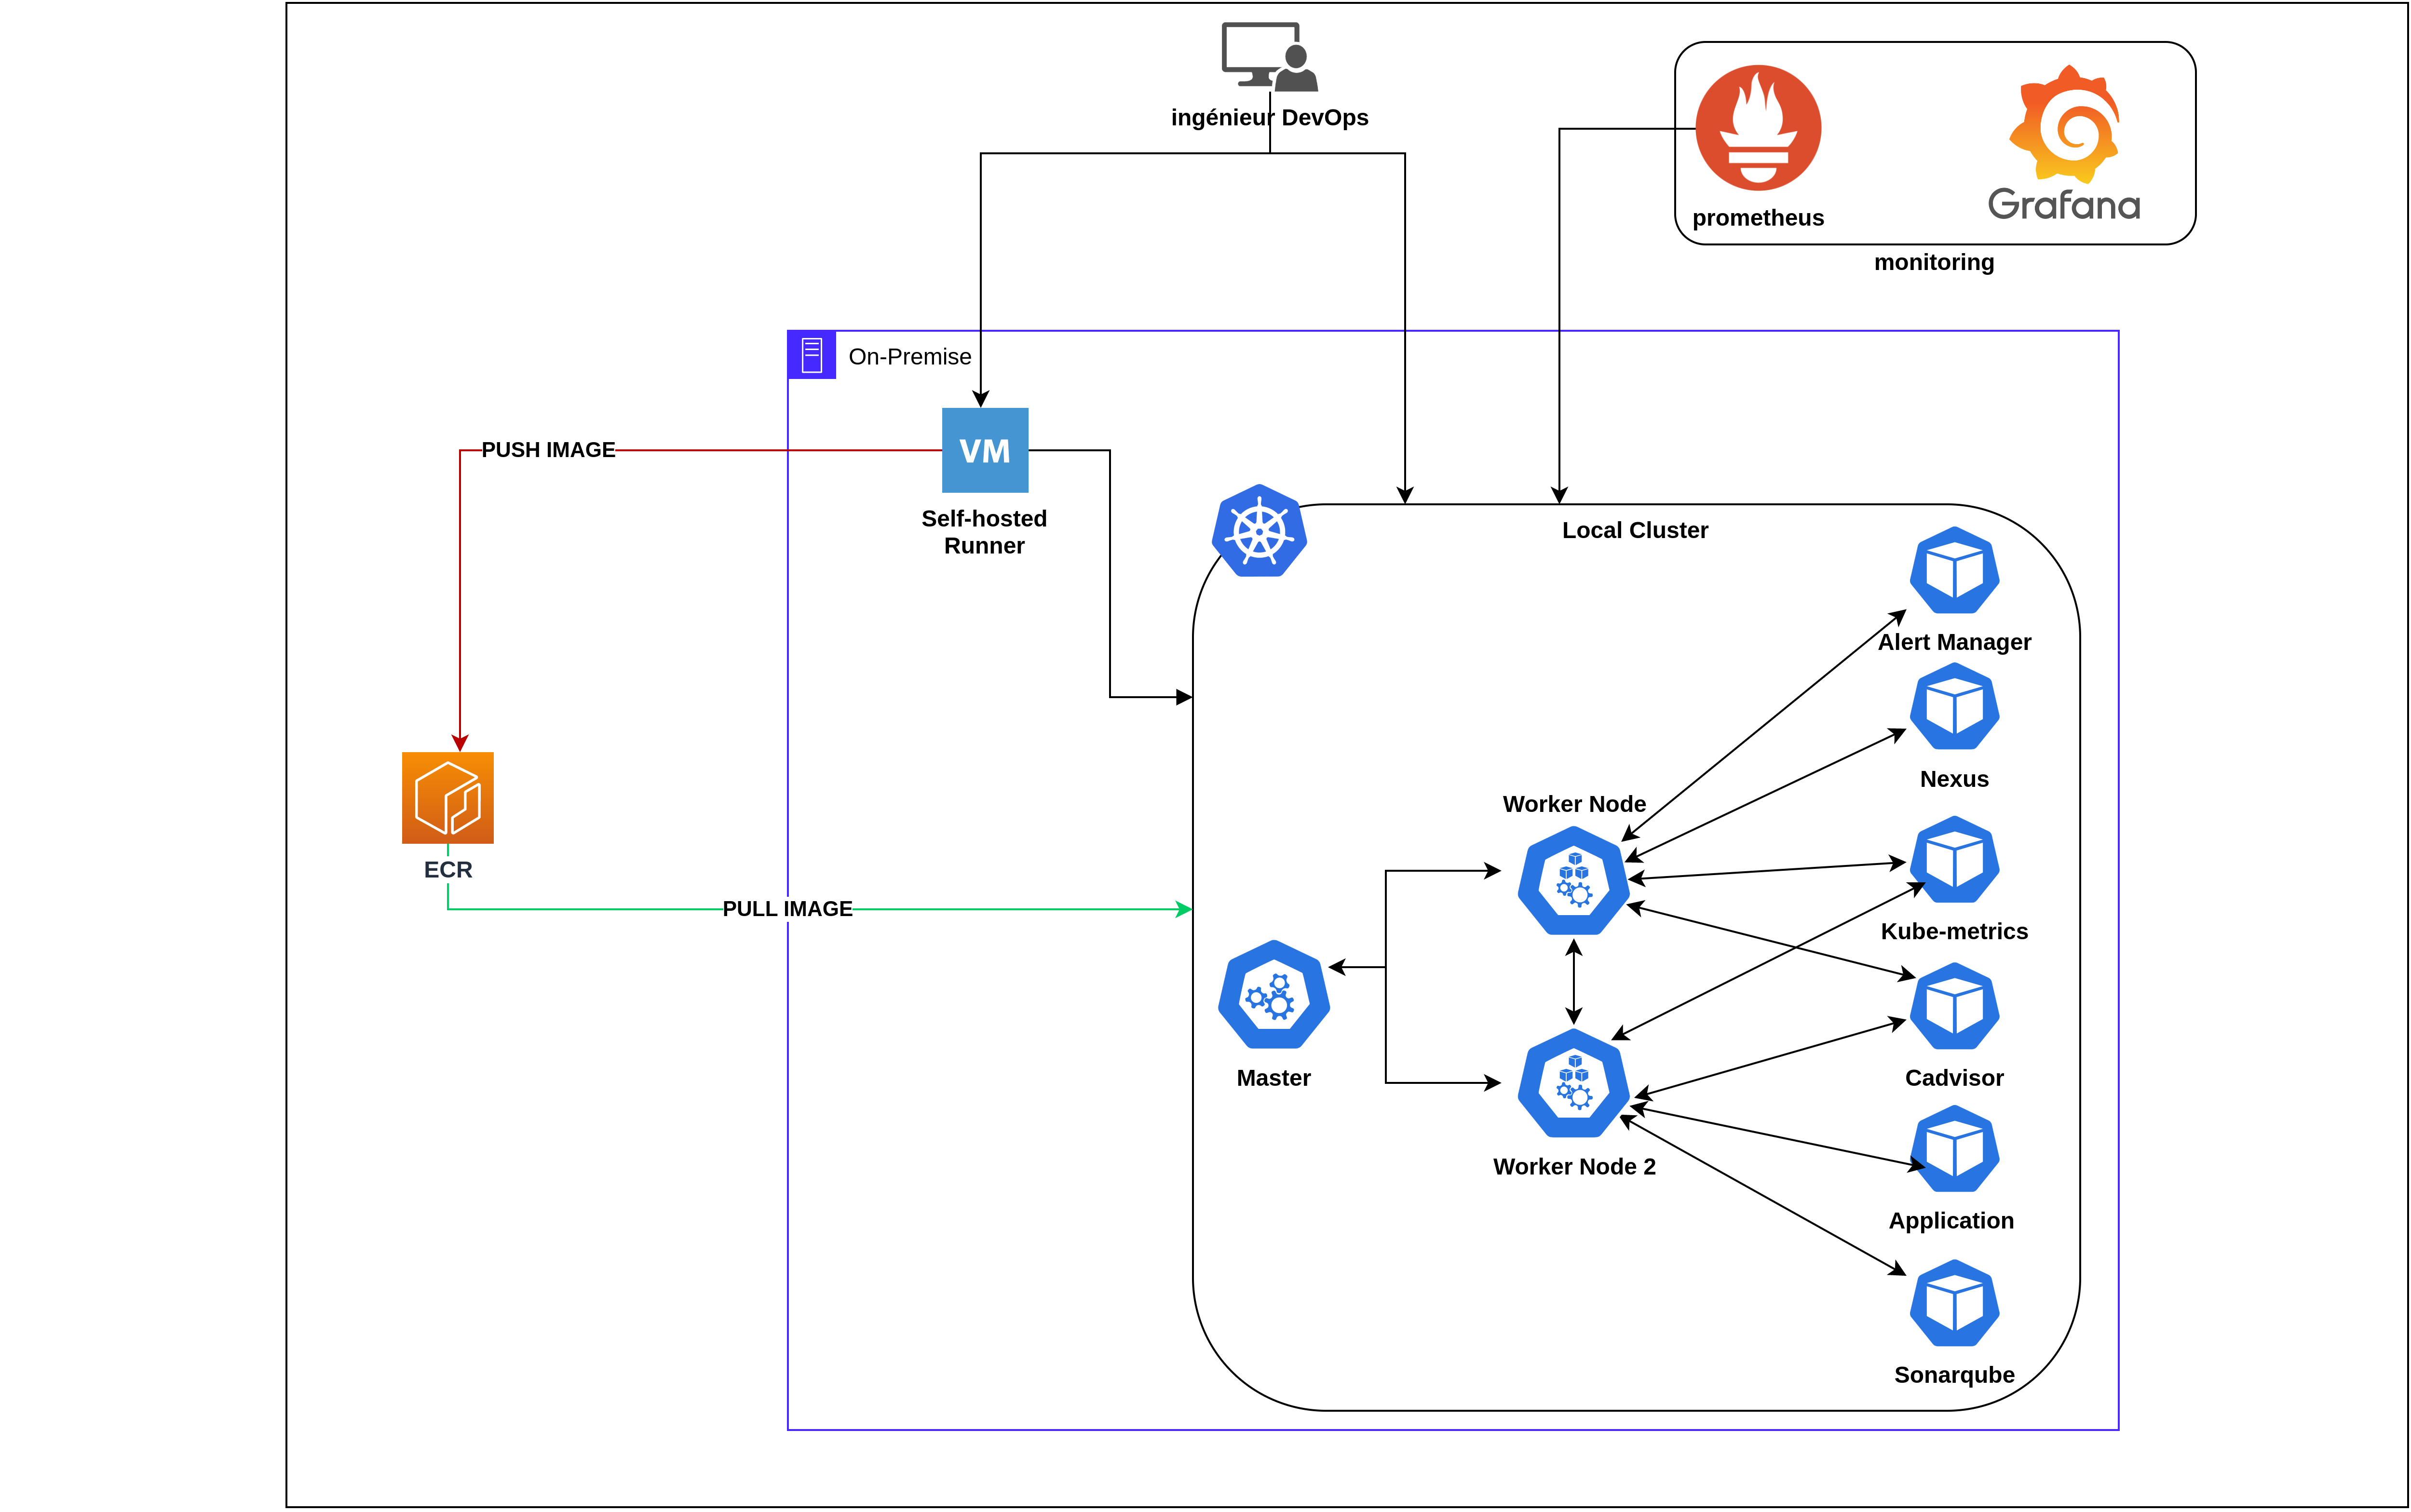 ingénieur DevOps
prometheus
Grafana
monitoring
On-Premise
VM
Self-hosted
Runner
PUSH IMAGE
Local Cluster
Alert Manager
Nexus
Worker Node
ECR
PULL IMAGE
Kube-metrics
Master
Cadvisor
Worker Node 2
Application
Sonarqube